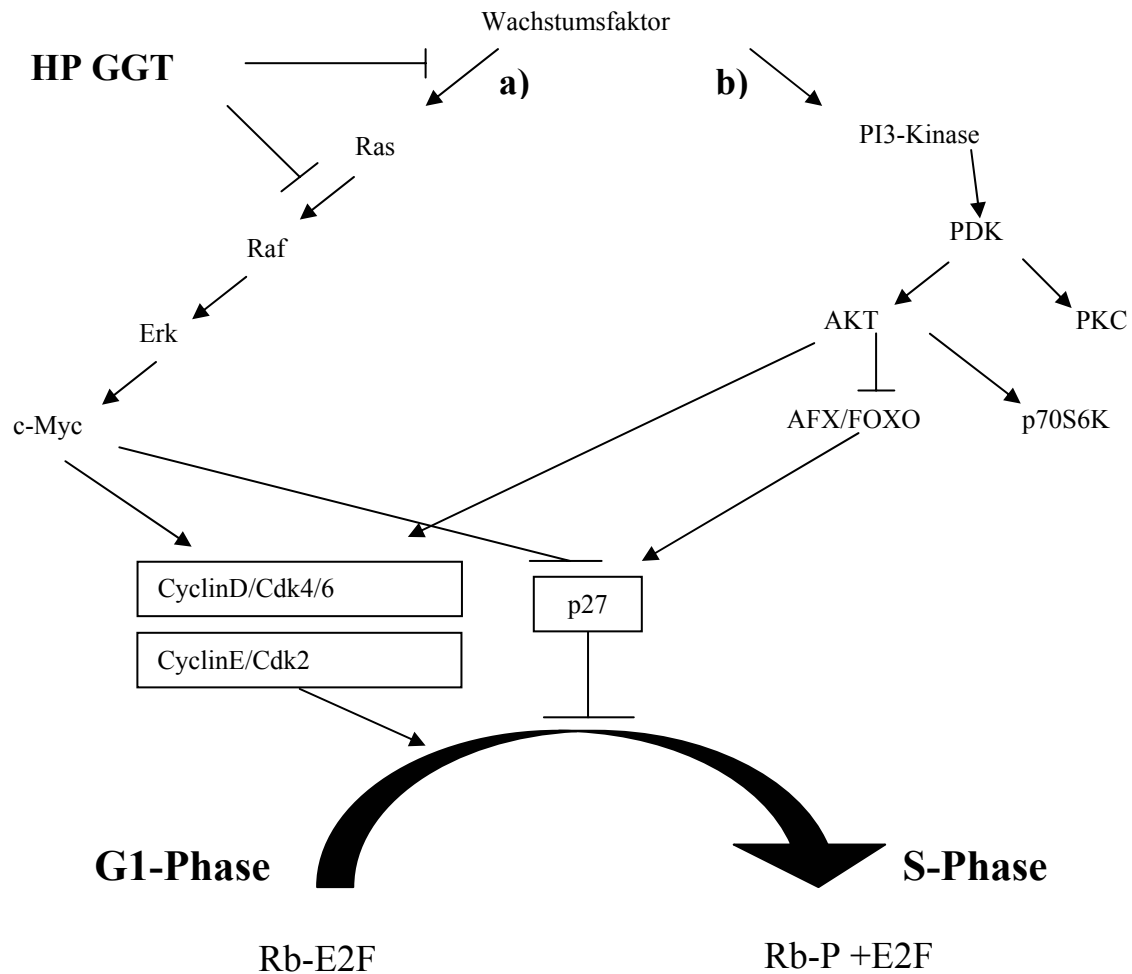 Wachstumsfaktor
HP GGT
a)
b)
Ras
PI3-Kinase
Raf
PDK
Erk
AKT
PKC
c-Myc
AFX/FOXO
p70S6K
CyclinD/Cdk4/6
p27
CyclinE/Cdk2
G1-Phase
S-Phase
Rb-E2F
Rb-P +E2F